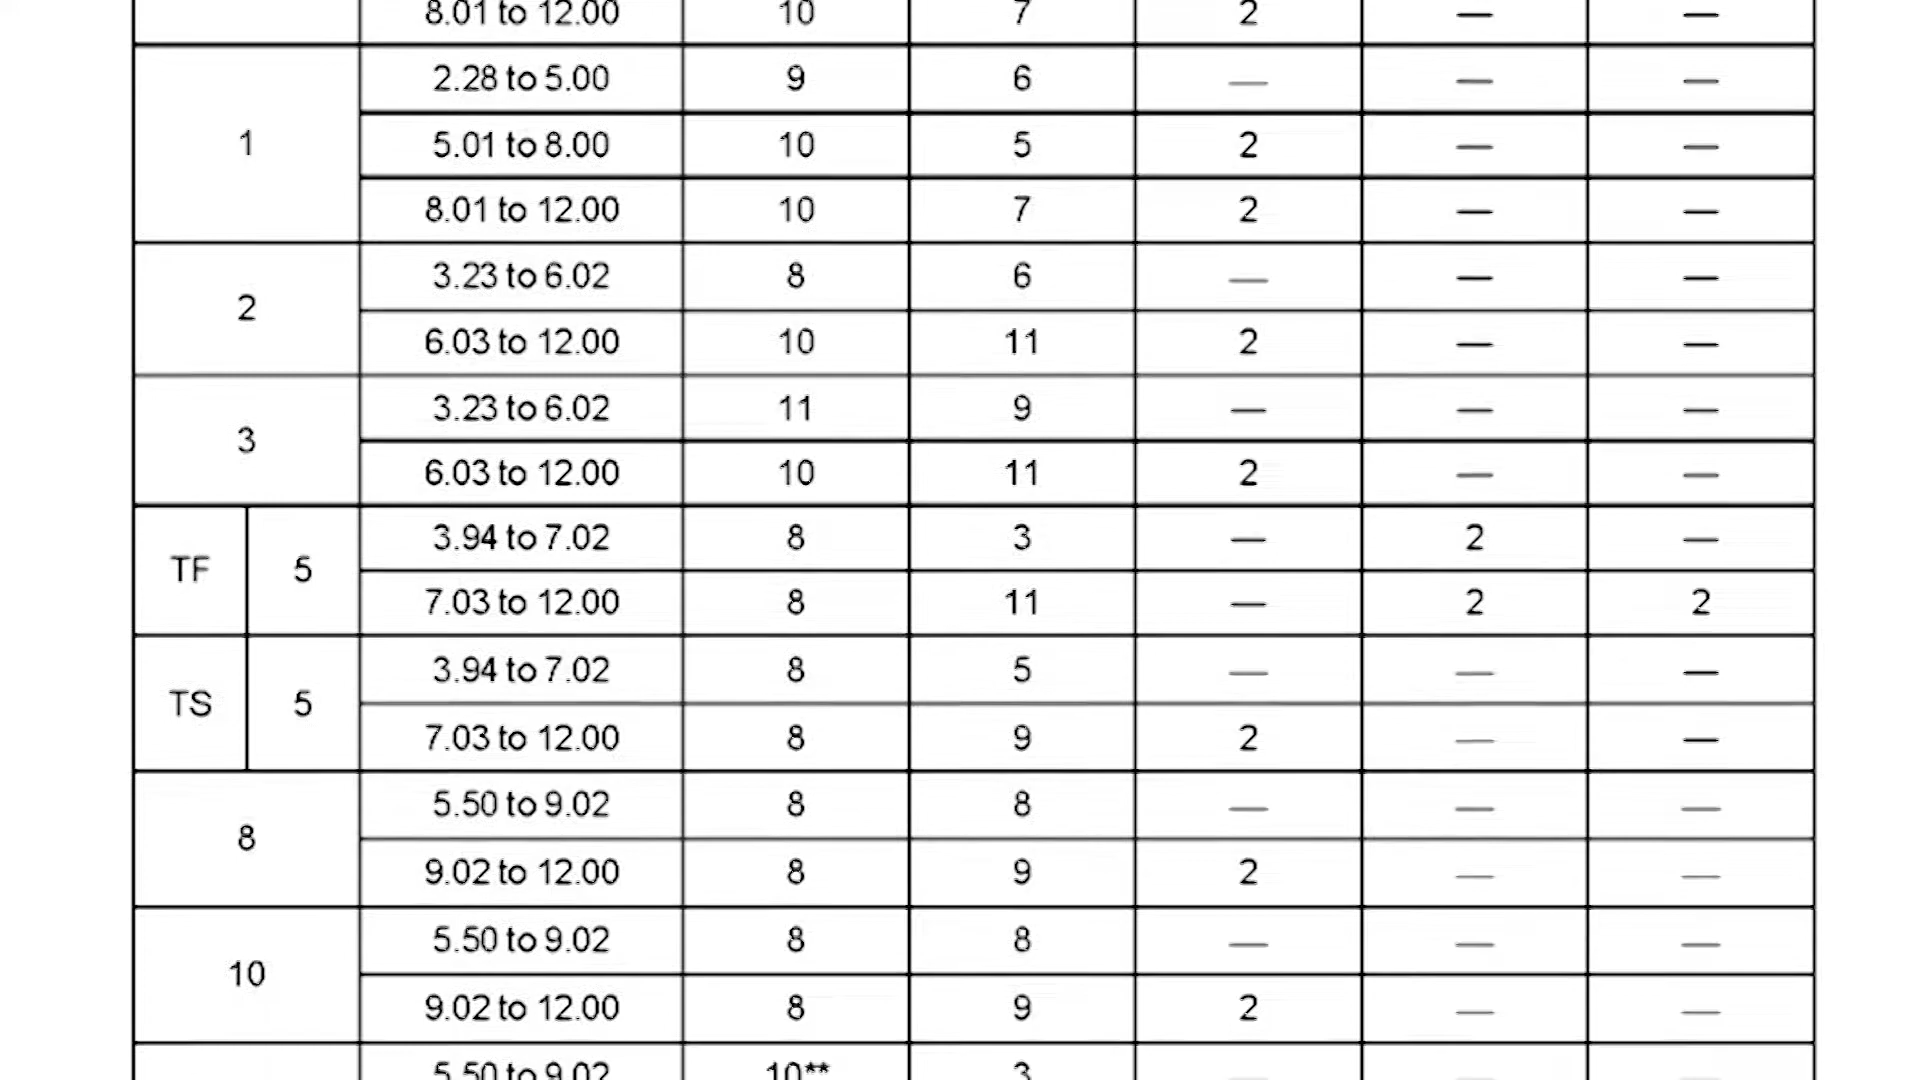 8.01 to 12.00 10 7 2 — —
1 2.28 to 5.00 9 6 — — —
5.01 to 8.00 10 5 2 — —
8.01 to 12.00 10 7 2 — —
2 3.23 to 6.02 8 6 — — —
6.03 to 12.00 10 11 2 — —
3 3.23 to 6.02 11 9 — — —
6.03 to 12.00 10 11 2 — —
TF 5 3.94 to 7.02 8 3 — 2 —
7.03 to 12.00 8 11 — 2 2
TS 5 3.94 to 7.02 8 5 — — —
7.03 to 12.00 8 9 2 — —
8 5.50 to 9.02 8 8 — — —
9.02 to 12.00 8 9 2 — —
10 5.50 to 9.02 8 8 — — —
9.02 to 12.00 8 9 2 — —
5.50 to 9.02 10** 3 — — —